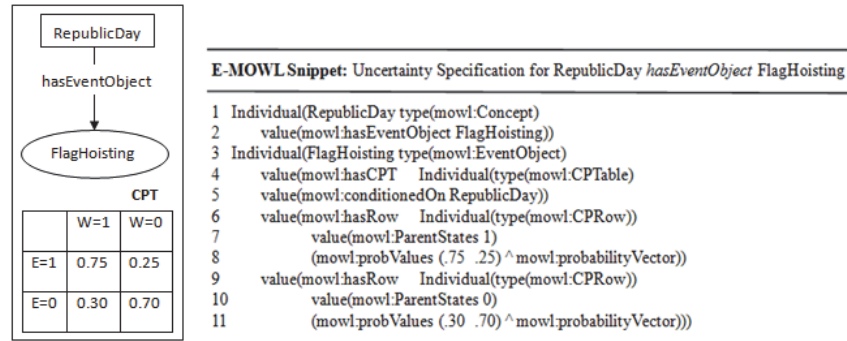 RepublicDay
hasEventObject
FlagHoisting
CPT
W=1 W=0
E=1 0.75 0.25
E=0 0.30 0.70
E-MOWL Snippet: Uncertainty Specification for RepublicDay hasEventObject FlagHoisting
1 Individual(RepublicDay type(mowl:Concept)
2 value(mowl:hasEventObject FlagHoisting))
3 Individual(FlagHoisting type(mowl:EventObject)
4 value(mowl:hasCPT Individual(type(mowl:CPTable)
5 value(mowl:conditionedOn RepublicDay))
6 value(mowl:hasRow Individual(type(mowl:CPRow))
7 value(mowl:ParentStates 1)
8 (mowl:probValues (.75 .25) ^ mowl:probabilityVector))
9 value(mowl:hasRow Individual(type(mowl:CPRow))
10 value(mowl:ParentStates 0)
11 (mowl:probValues (.30 .70) ^ mowl:probabilityVector)))